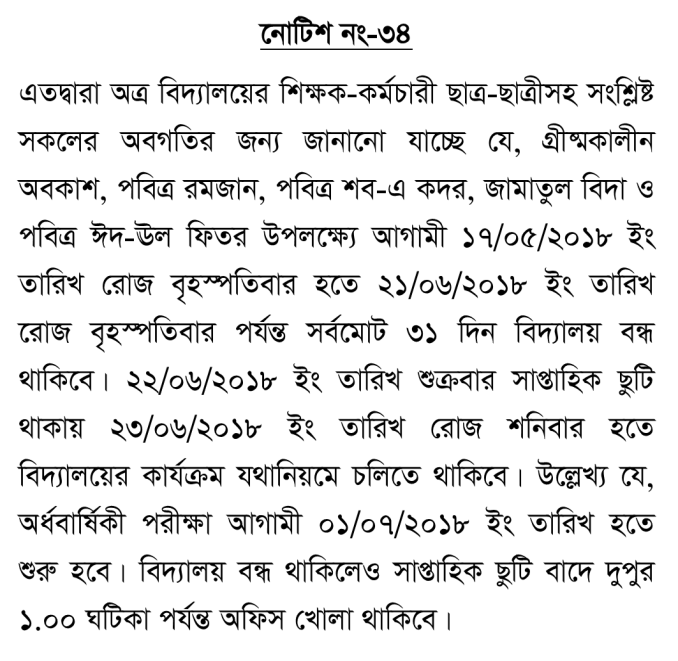 নোটিশ নং-৩৪
এতদ্বারা অত্র বিদ্যালয়ের শিক্ষক-কর্মচারী ছাত্র-ছাত্রীসহ সংশ্লিষ্ট
সকলের অবগতির জন্য জানানো যাচ্ছে যে, গ্রীষ্মকালীন
অবকাশ, পবিত্র রমজান, পবিত্র শব-এ কদর, জামাতুল বিদা ও
পবিত্র ঈদ-ঊল ফিতর উপলক্ষ্যে আগামী ১৭/০৫/২০১৮ ইং
তারিখ রোজ বৃহস্পতিবার হতে ২১/০৬/২০১৮ ইং তারিখ
রোজ বৃহস্পতিবার পর্যন্ত সর্বমোট ৩১ দিন বিদ্যালয় বন্ধ
থাকিবে। ২২/০৬/২০১৮ ইং তারিখ শুক্রবার সাপ্তাহিক ছুটি
থাকায় ২৩/০৬/২০১৮ ইং তারিখ রোজ শনিবার হতে
বিদ্যালয়ের কার্যক্রম যথানিয়মে চলিতে থাকিবে। উল্লেখ্য যে,
অর্ধবার্ষিকী পরীক্ষা আগামী ০১/০৭/২০১৮ ইং তারিখ হতে
শুরু হবে। বিদ্যালয় বন্ধ থাকিলেও সাপ্তাহিক ছুটি বাদে দুপুর
১.০০ ঘটিকা পর্যন্ত অফিস খোলা থাকিবে।